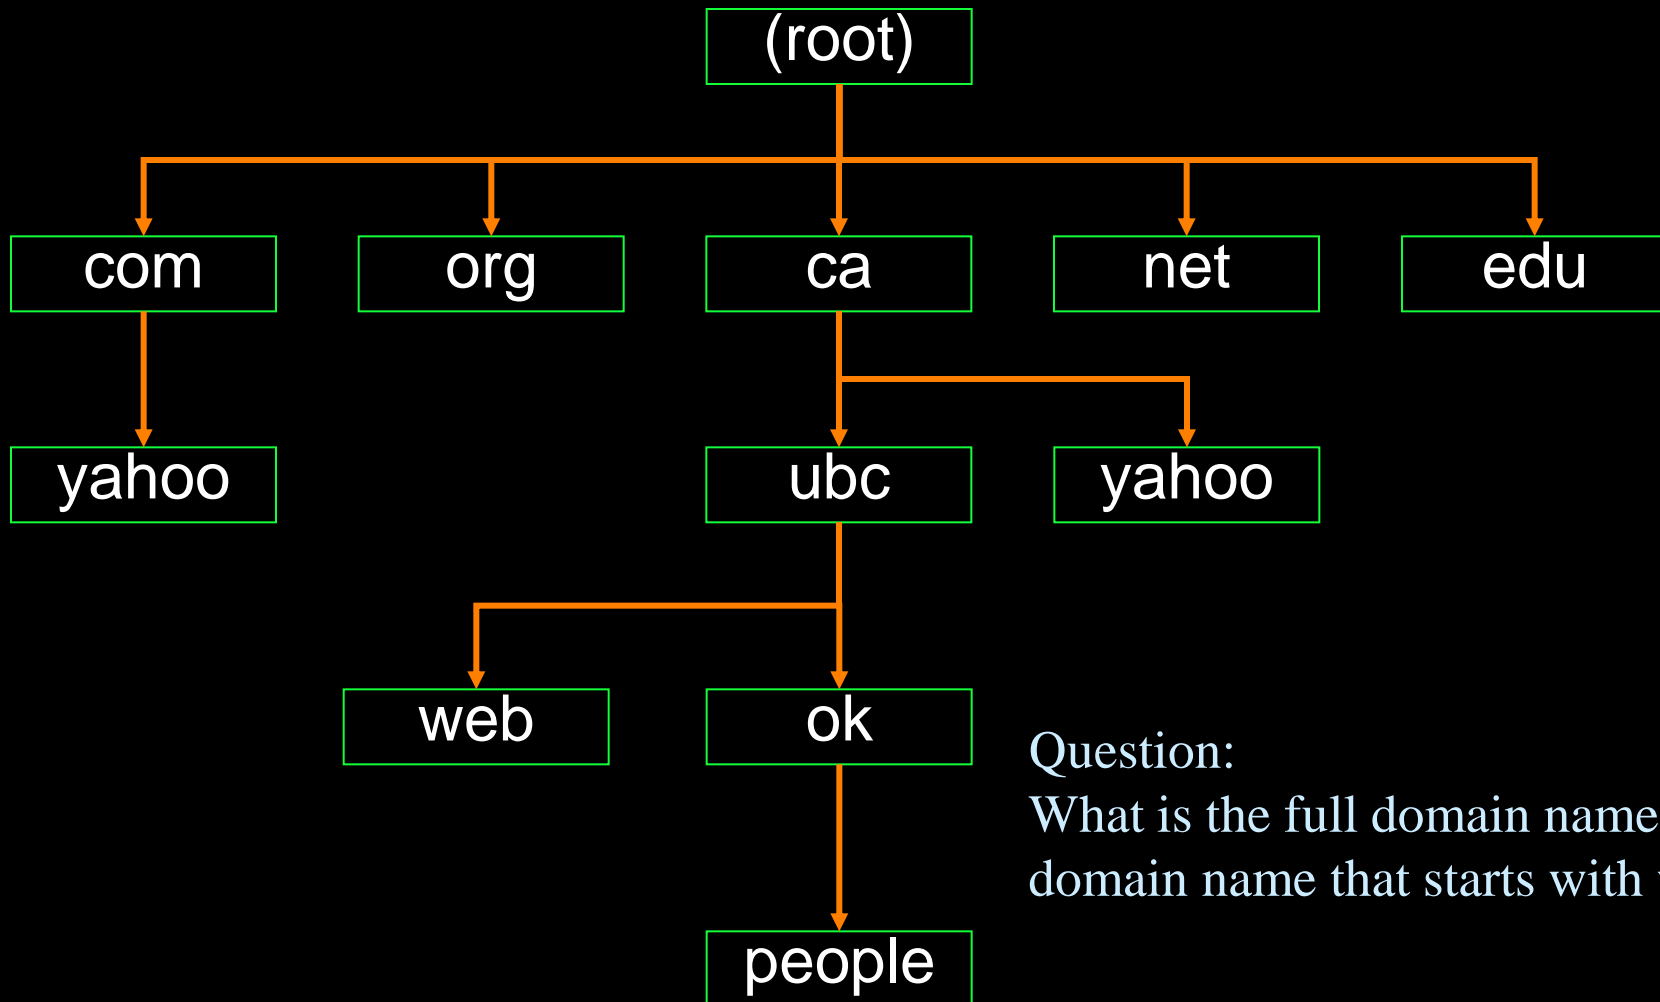 (root)
com org ca net edu
yahoo ubc yahoo
web ok
Question:
What is the full domain name
domain name that starts with
people